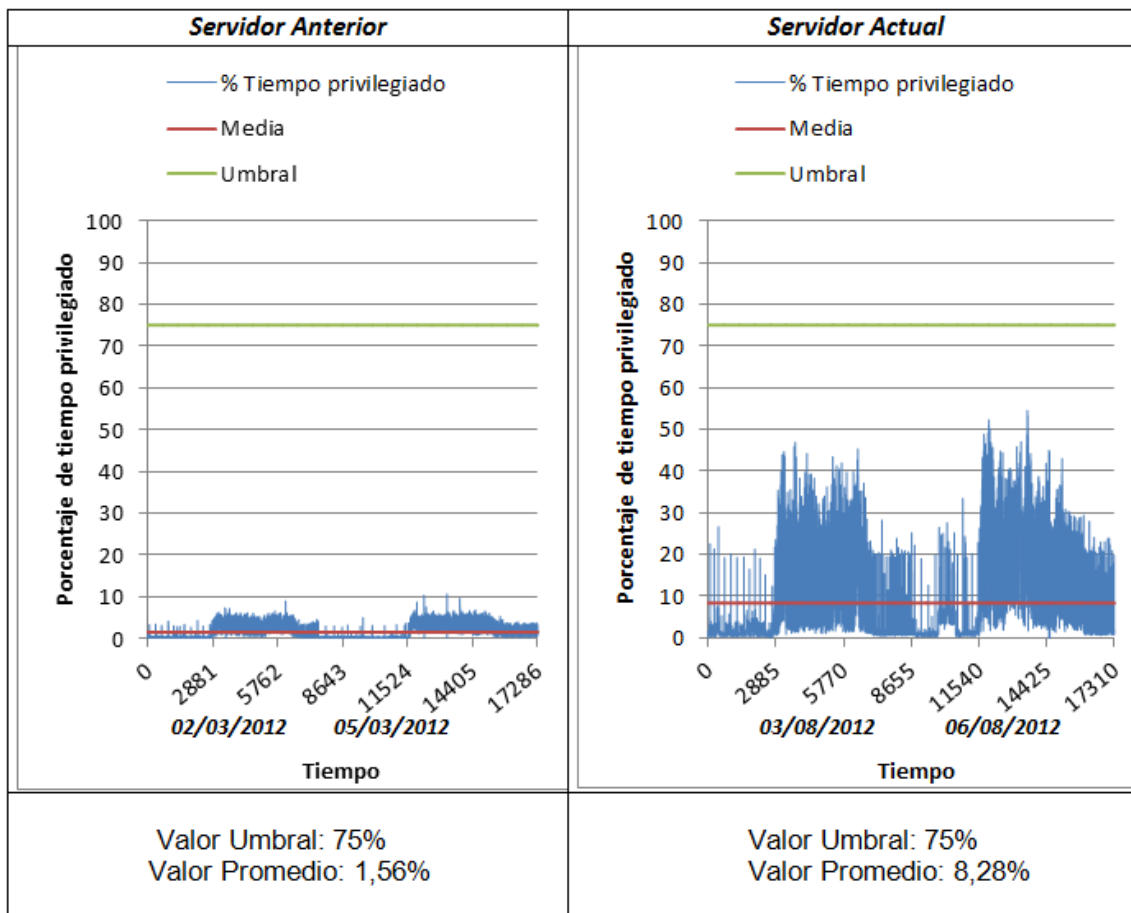 Servidor Anterior
% Tiempo privilegiado
Media
Umbral
Porcentaje de tiempo privilegiado
100
90
80
70
60
50
40
30
20
10
0
0
2881
5762
8643
11524
14405
17286
02/03/2012
05/03/2012
Tiempo
Valor Umbral: 75%
Valor Promedio: 1,56%
Servidor Actual
% Tiempo privilegiado
Media
Umbral
Porcentaje de tiempo privilegiado
100
90
80
70
60
50
40
30
20
10
0
0
2885
5770
8655
11540
14425
17310
03/08/2012
06/08/2012
Tiempo
Valor Umbral: 75%
Valor Promedio: 8,28%